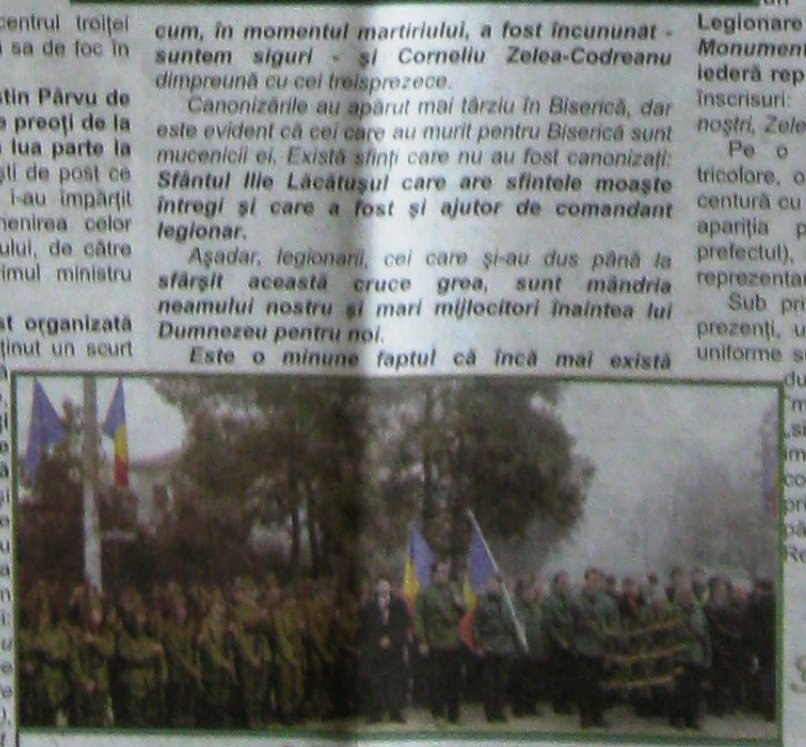 centrul troiței
sa de foc în
stin Pârvu de
preoți de la
lua parte la
ști de post ce
i-au împărțit
menirea celor
ului, de către
rimul ministru
st organizată
ținut un scurt
cum, în momentul martiriului, a fost încununat -
suntem siguri - și Corneliu Zelea-Codreanu
dimpreună cu cei treisprezece.
Canonizările au apărut mai târziu în Biserică, dar
este evident că cei care au murit pentru Biserică sunt
mucenicii ei. Există sfinți care nu au fost canonizați:
Sfântul Ilie Lăcătușul care are sfintele moaște
întregi și care a fost și ajutor de comandant
legionar.
Așadar, legionarii, cei care și-au dus până la
sfârșit această cruce grea, sunt mândria
neamului nostru și mari mijlocitori înaintea lui
Dumnezeu pentru noi.
Este o minune faptul că încă mai există
Legionare
Monument
iederă rep
înscrisuri:
noștri, Zele
Pe o
tricolore, o
centură cu
apariția p
prefectul),
reprezenta
Sub pri
prezenți, u
uniforme s
du